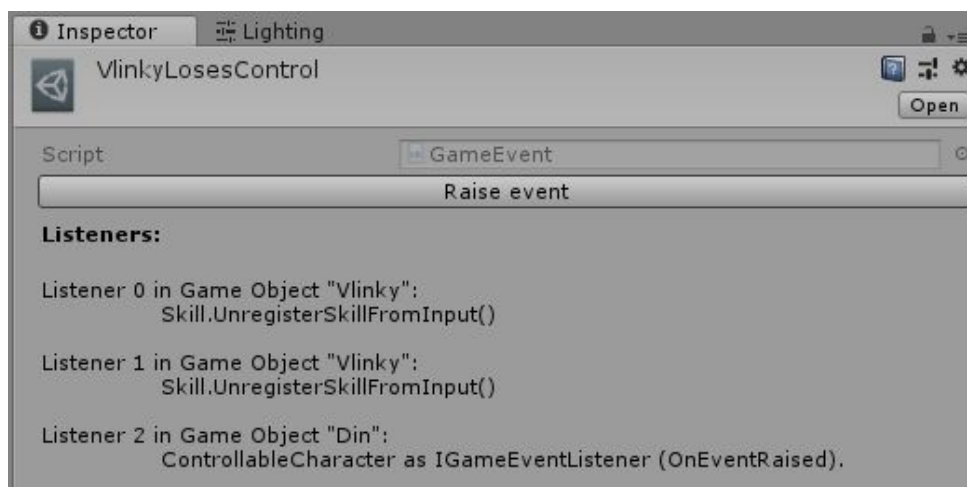 Inspector
Lighting
VlinkyLosesControl
Open
Script
GameEvent
Raise event
Listeners:
Listener 0 in Game Object "Vlinky":
Skill.UnregisterSkillFromInput()
Listener 1 in Game Object "Vlinky":
Skill.UnregisterSkillFromInput()
Listener 2 in Game Object "Din":
ControllableCharacter as IGameEventListener (OnEventRaised).